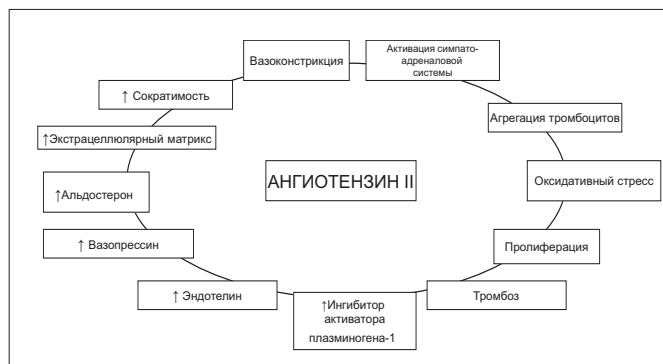 Вазоконстрикция
Активация симпато-
адреналовой
системы
↑ Сократимость
Агрегация тромбоцитов
↑Экстрацеллюлярный матрикс
АНГИОТЕНЗИН II
Оксидативный стресс
↑Альдостерон
↑ Вазопрессин
Пролиферация
↑ Эндотелин
↑Ингибитор
активатора
плазминогена-1
Тромбоз